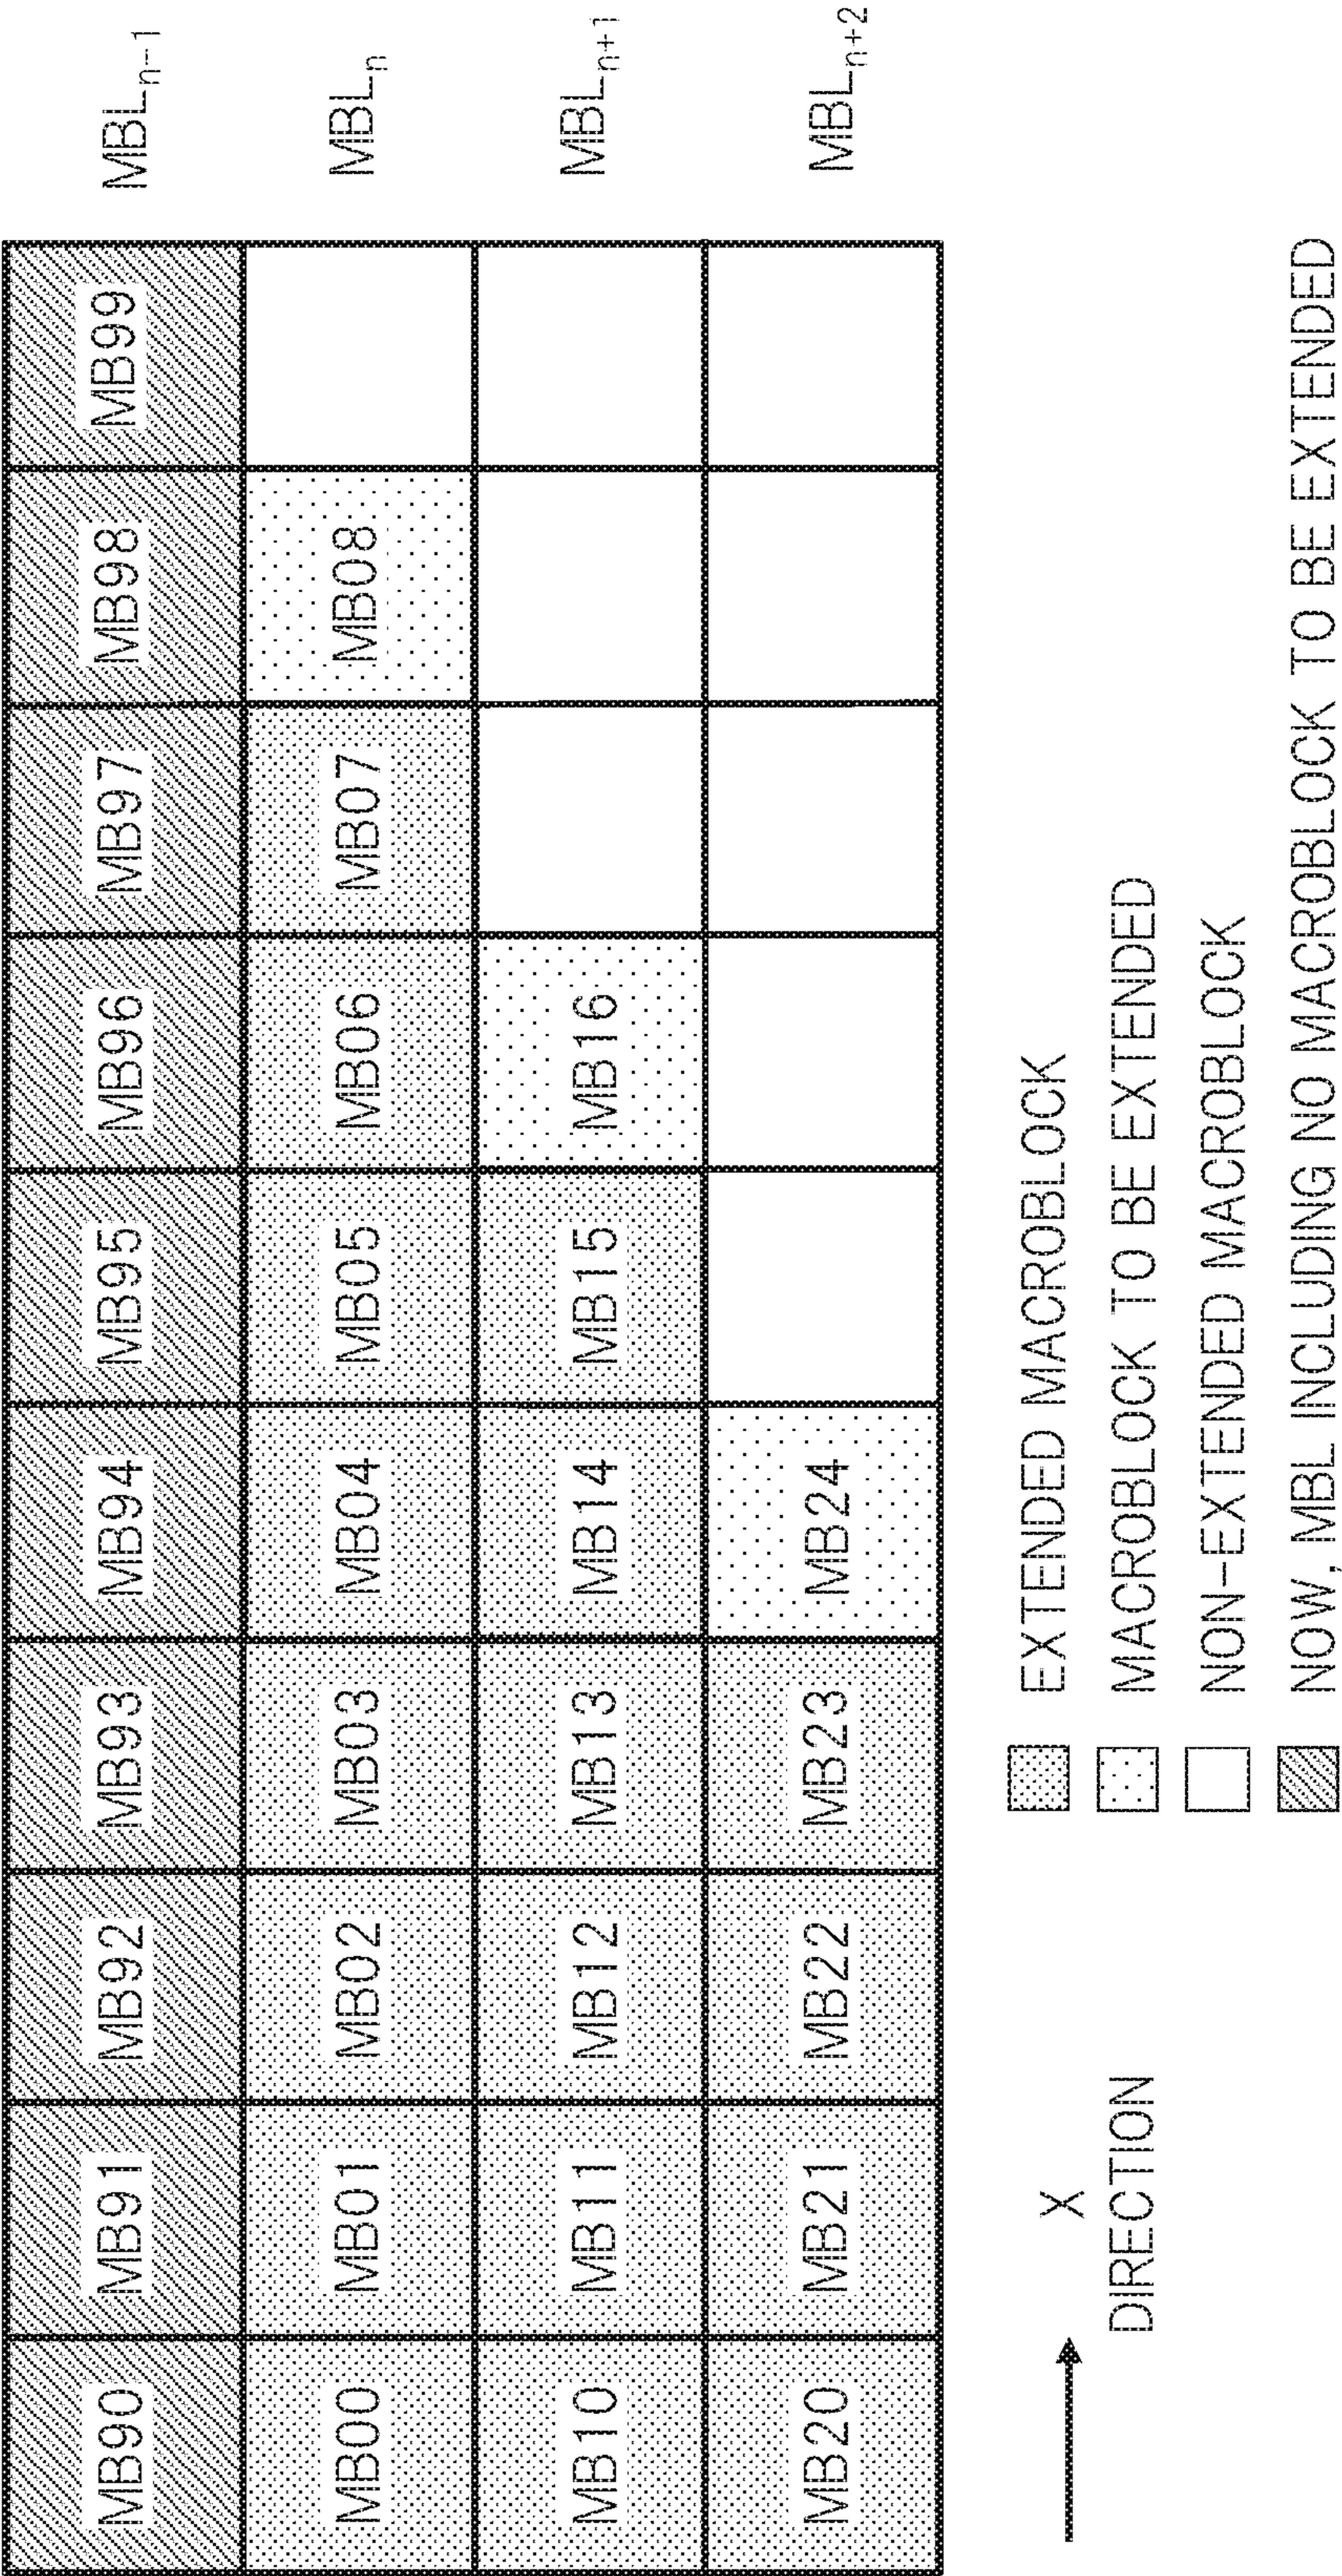 MB90 MB91 MB92 MB93 MB94 MB95 MB96 MB97 MB98 MB99 MBLn-1
MB00 MB01 MB02 MB03 MB04 MB05 MB06 MB07 MB08 MBLn
MB10 MB11 MB12 MB13 MB14 MB15 MB16 MBLn+1
MB20 MB21 MB22 MB23 MB24 MBLn+2
X
DIRECTION
EXTENDED MACROBLOCK
MACROBLOCK TO BE EXTENDED
NON-EXTENDED MACROBLOCK
NOW, MBL INCLUDING NO MACROBLOCK TO BE EXTENDED